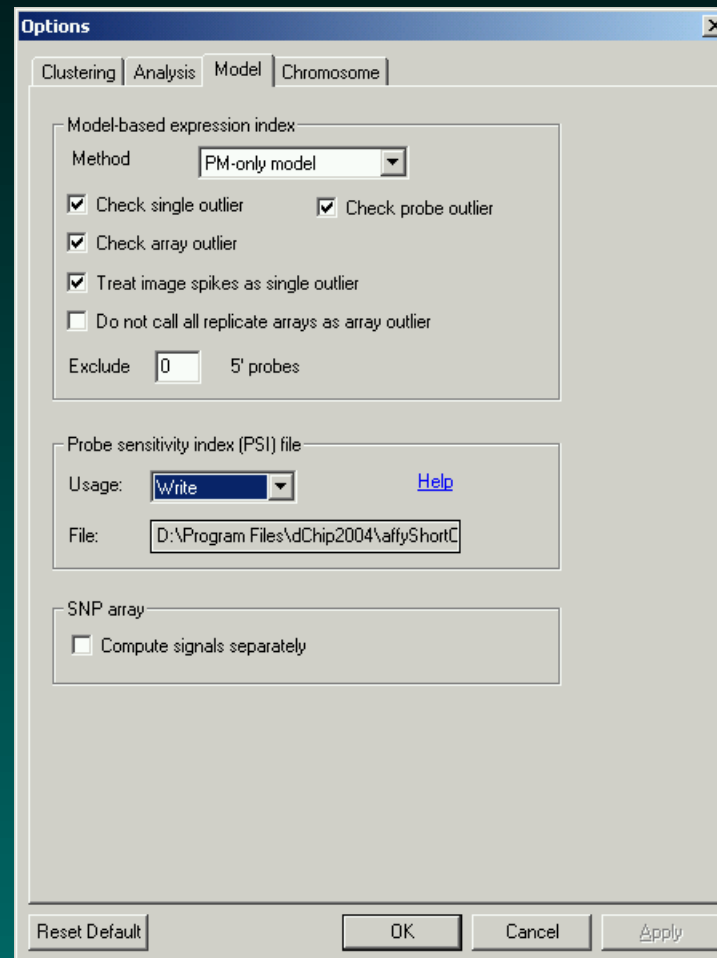 Options
Clustering Analysis Model Chromosome
Model-based expression index
Method PM-only model
Check single outlier Check probe outlier
Check array outlier
Treat image spikes as single outlier
Do not call all replicate arrays as array outlier
Exclude 0 5' probes
Probe sensitivity index (PSI) file
Usage: Write Help
File: D:\Program Files\dChip2004\affyShortC
SNP array
Compute signals separately
Reset Default OK Cancel Apply